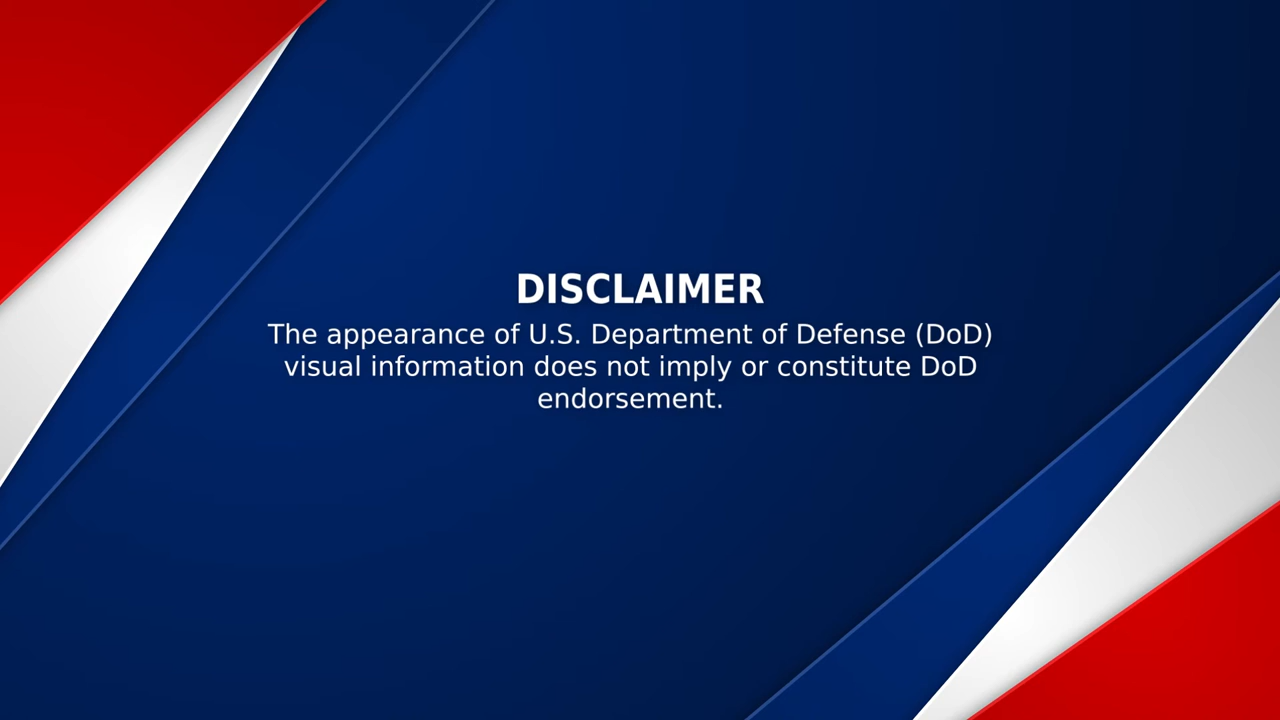 DISCLAIMER
The appearance of U.S. Department of Defense (DoD)
visual information does not imply or constitute DoD
endorsement.